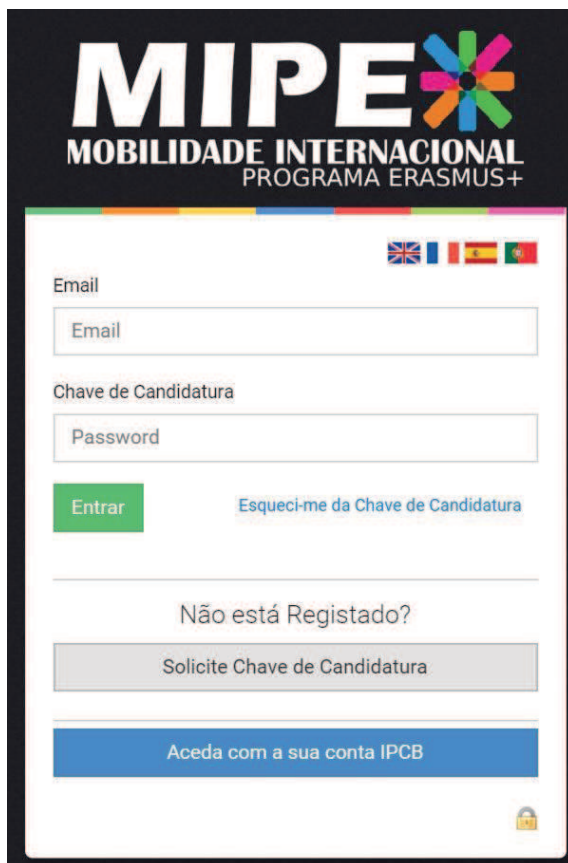 MIPE
MOBILIDADE INTERNACIONAL
PROGRAMA ERASMUS+
Email
Email
Chave de Candidatura
Password
Entrar
Esqueci-me da Chave de Candidatura
Não está Registado?
Solicite Chave de Candidatura
Aceda com a sua conta IPCB